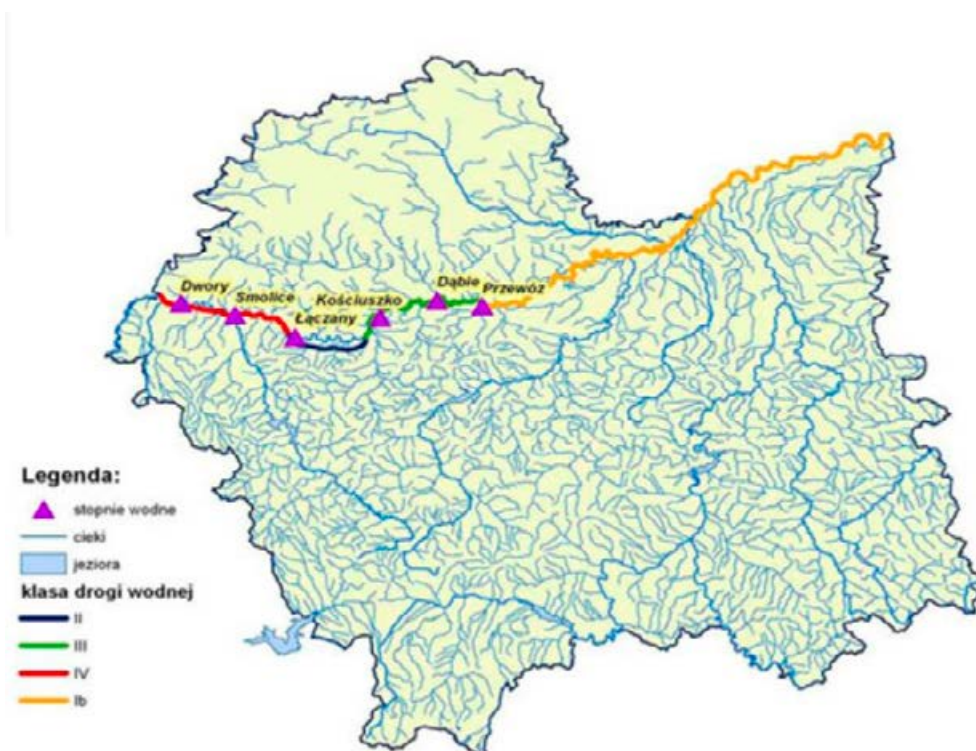 Dwory
Smolice
Łączany
Kościuszko
Dąbie
Przewóz
Legenda:
stopnie wodne
cieki
jeziora
klasa drogi wodnej
II
III
IV
Ib